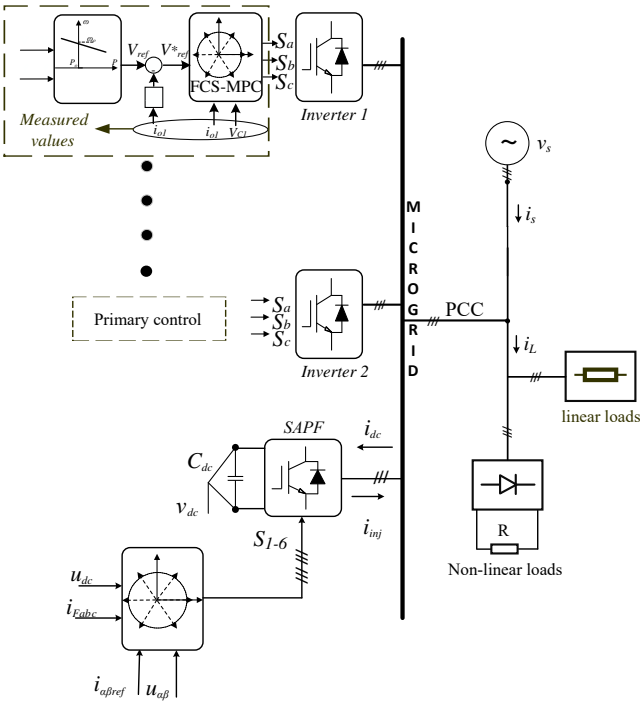 ω
P
V_ref
V*_ref
FCS-MPC
S_a
S_b
S_c
Inverter 1
Measured values
i_o1
i_o1
V_C1
MICROGRID
v_s
i_s
PCC
i_L
linear loads
R
Non-linear loads
Primary control
S_a
S_b
S_c
Inverter 2
SAPF
i_dc
C_dc
v_dc
i_inj
S_1-6
u_dc
i_Fabc
i_αβref
u_αβ